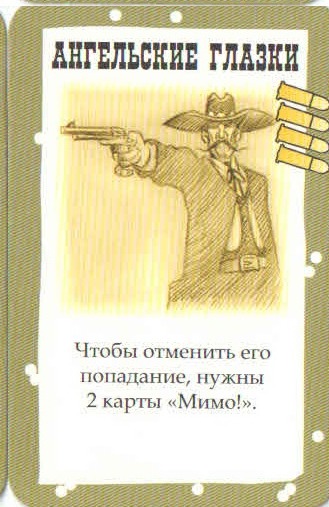 АНГЕЛЬСКИЕ ГЛАЗКИ
Чтобы отменить его
попадание, нужны
2 карты «Мимо!».